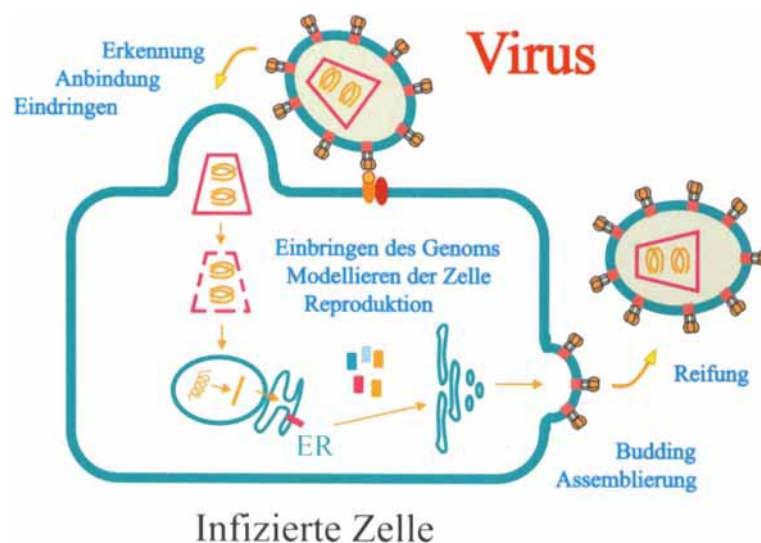 Virus
Erkennung
Anbindung
Eindringen
Einbringen des Genoms
Modellieren der Zelle
Reproduktion
ER
Reifung
Budding
Assemblierung
Infizierte Zelle